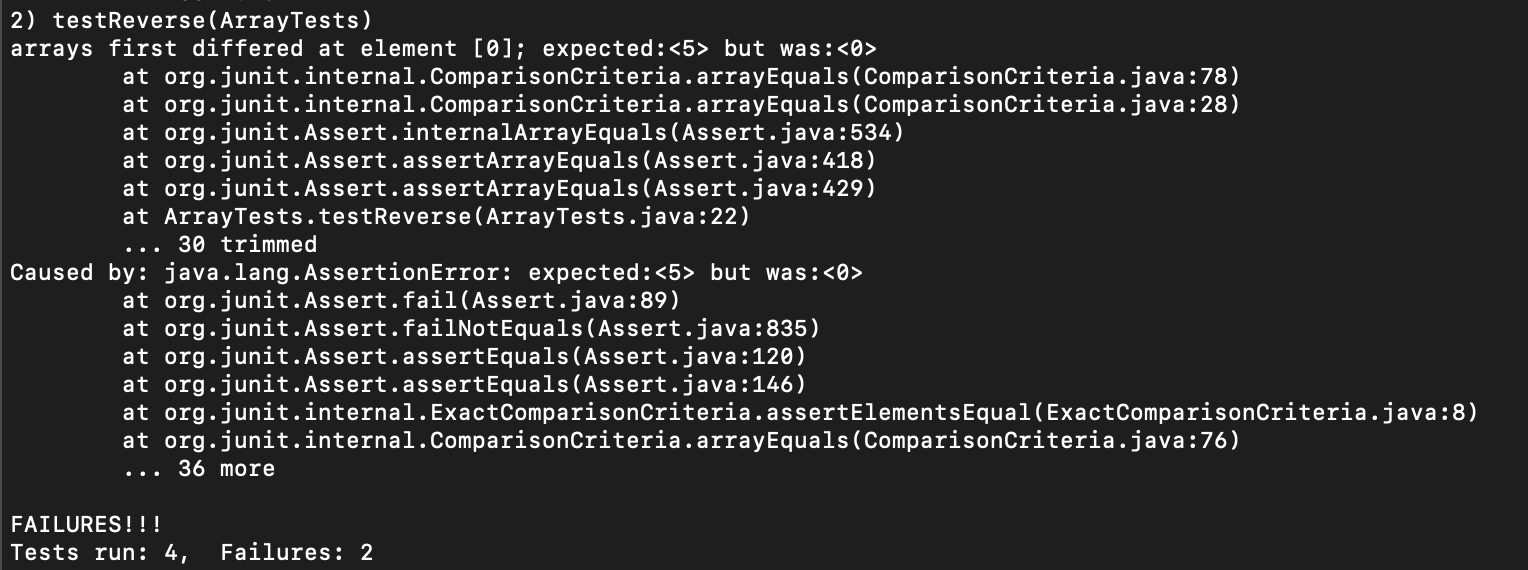 2) testReverse(ArrayTests)
arrays first differed at element [0]; expected:<5> but was:<0>
        at org.junit.internal.ComparisonCriteria.arrayEquals(ComparisonCriteria.java:78)
        at org.junit.internal.ComparisonCriteria.arrayEquals(ComparisonCriteria.java:28)
        at org.junit.Assert.internalArrayEquals(Assert.java:534)
        at org.junit.Assert.assertArrayEquals(Assert.java:418)
        at org.junit.Assert.assertArrayEquals(Assert.java:429)
        at ArrayTests.testReverse(ArrayTests.java:22)
        ... 30 trimmed
Caused by: java.lang.AssertionError: expected:<5> but was:<0>
        at org.junit.Assert.fail(Assert.java:89)
        at org.junit.Assert.failNotEquals(Assert.java:835)
        at org.junit.Assert.assertEquals(Assert.java:120)
        at org.junit.Assert.assertEquals(Assert.java:146)
        at org.junit.internal.ExactComparisonCriteria.assertElementsEqual(ExactComparisonCriteria.java:8)
        at org.junit.internal.ComparisonCriteria.arrayEquals(ComparisonCriteria.java:76)
        ... 36 more

FAILURES!!!
Tests run: 4,  Failures: 2